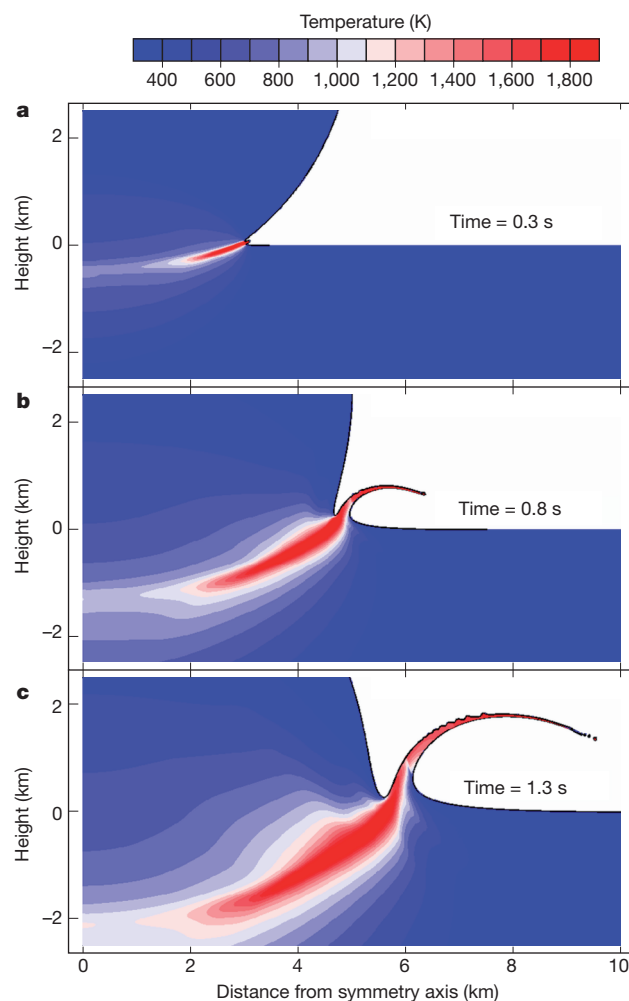 Temperature (K)
400 600 800 1,000 1,200 1,400 1,600 1,800
a
2
0
−2
Height (km)
Time = 0.3 s
b
2
0
−2
Height (km)
Time = 0.8 s
c
2
0
−2
Height (km)
Time = 1.3 s
0 2 4 6 8 10
Distance from symmetry axis (km)